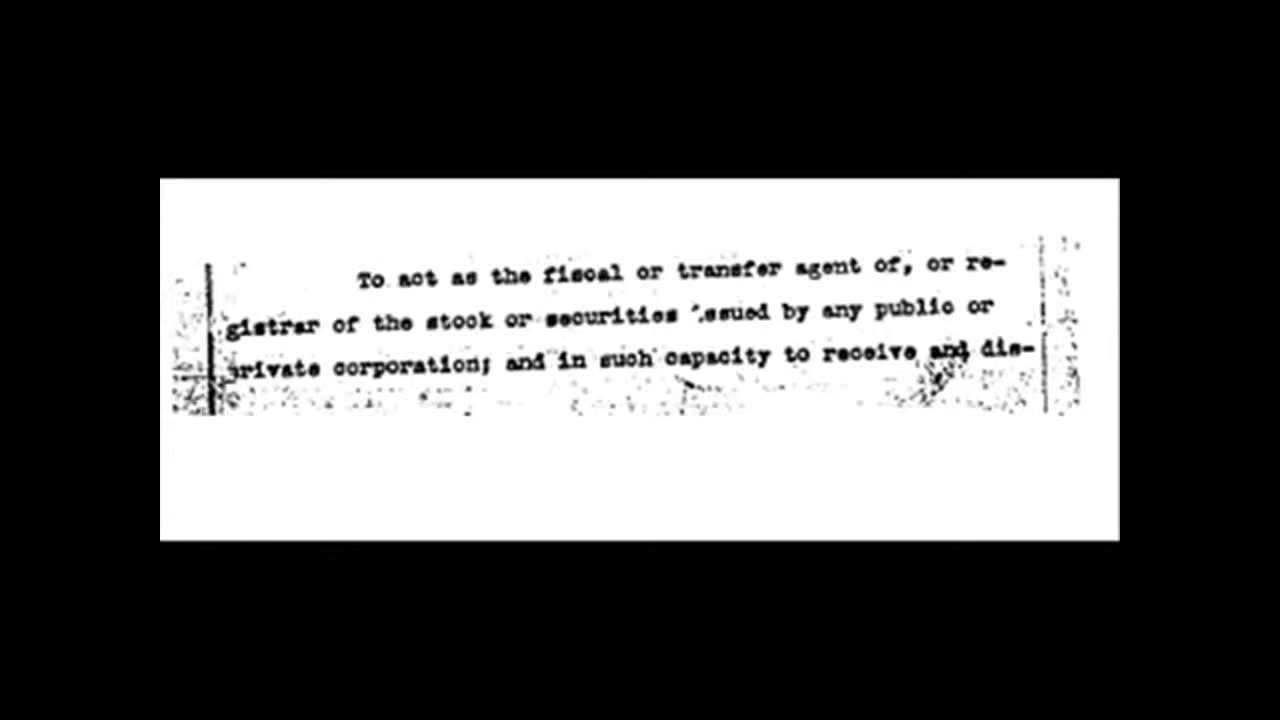 To act as the fiscal or transfer agent of, or re-
gistrar of the stock or securities issued by any public or
private corporation; and in such capacity to receive and dis-